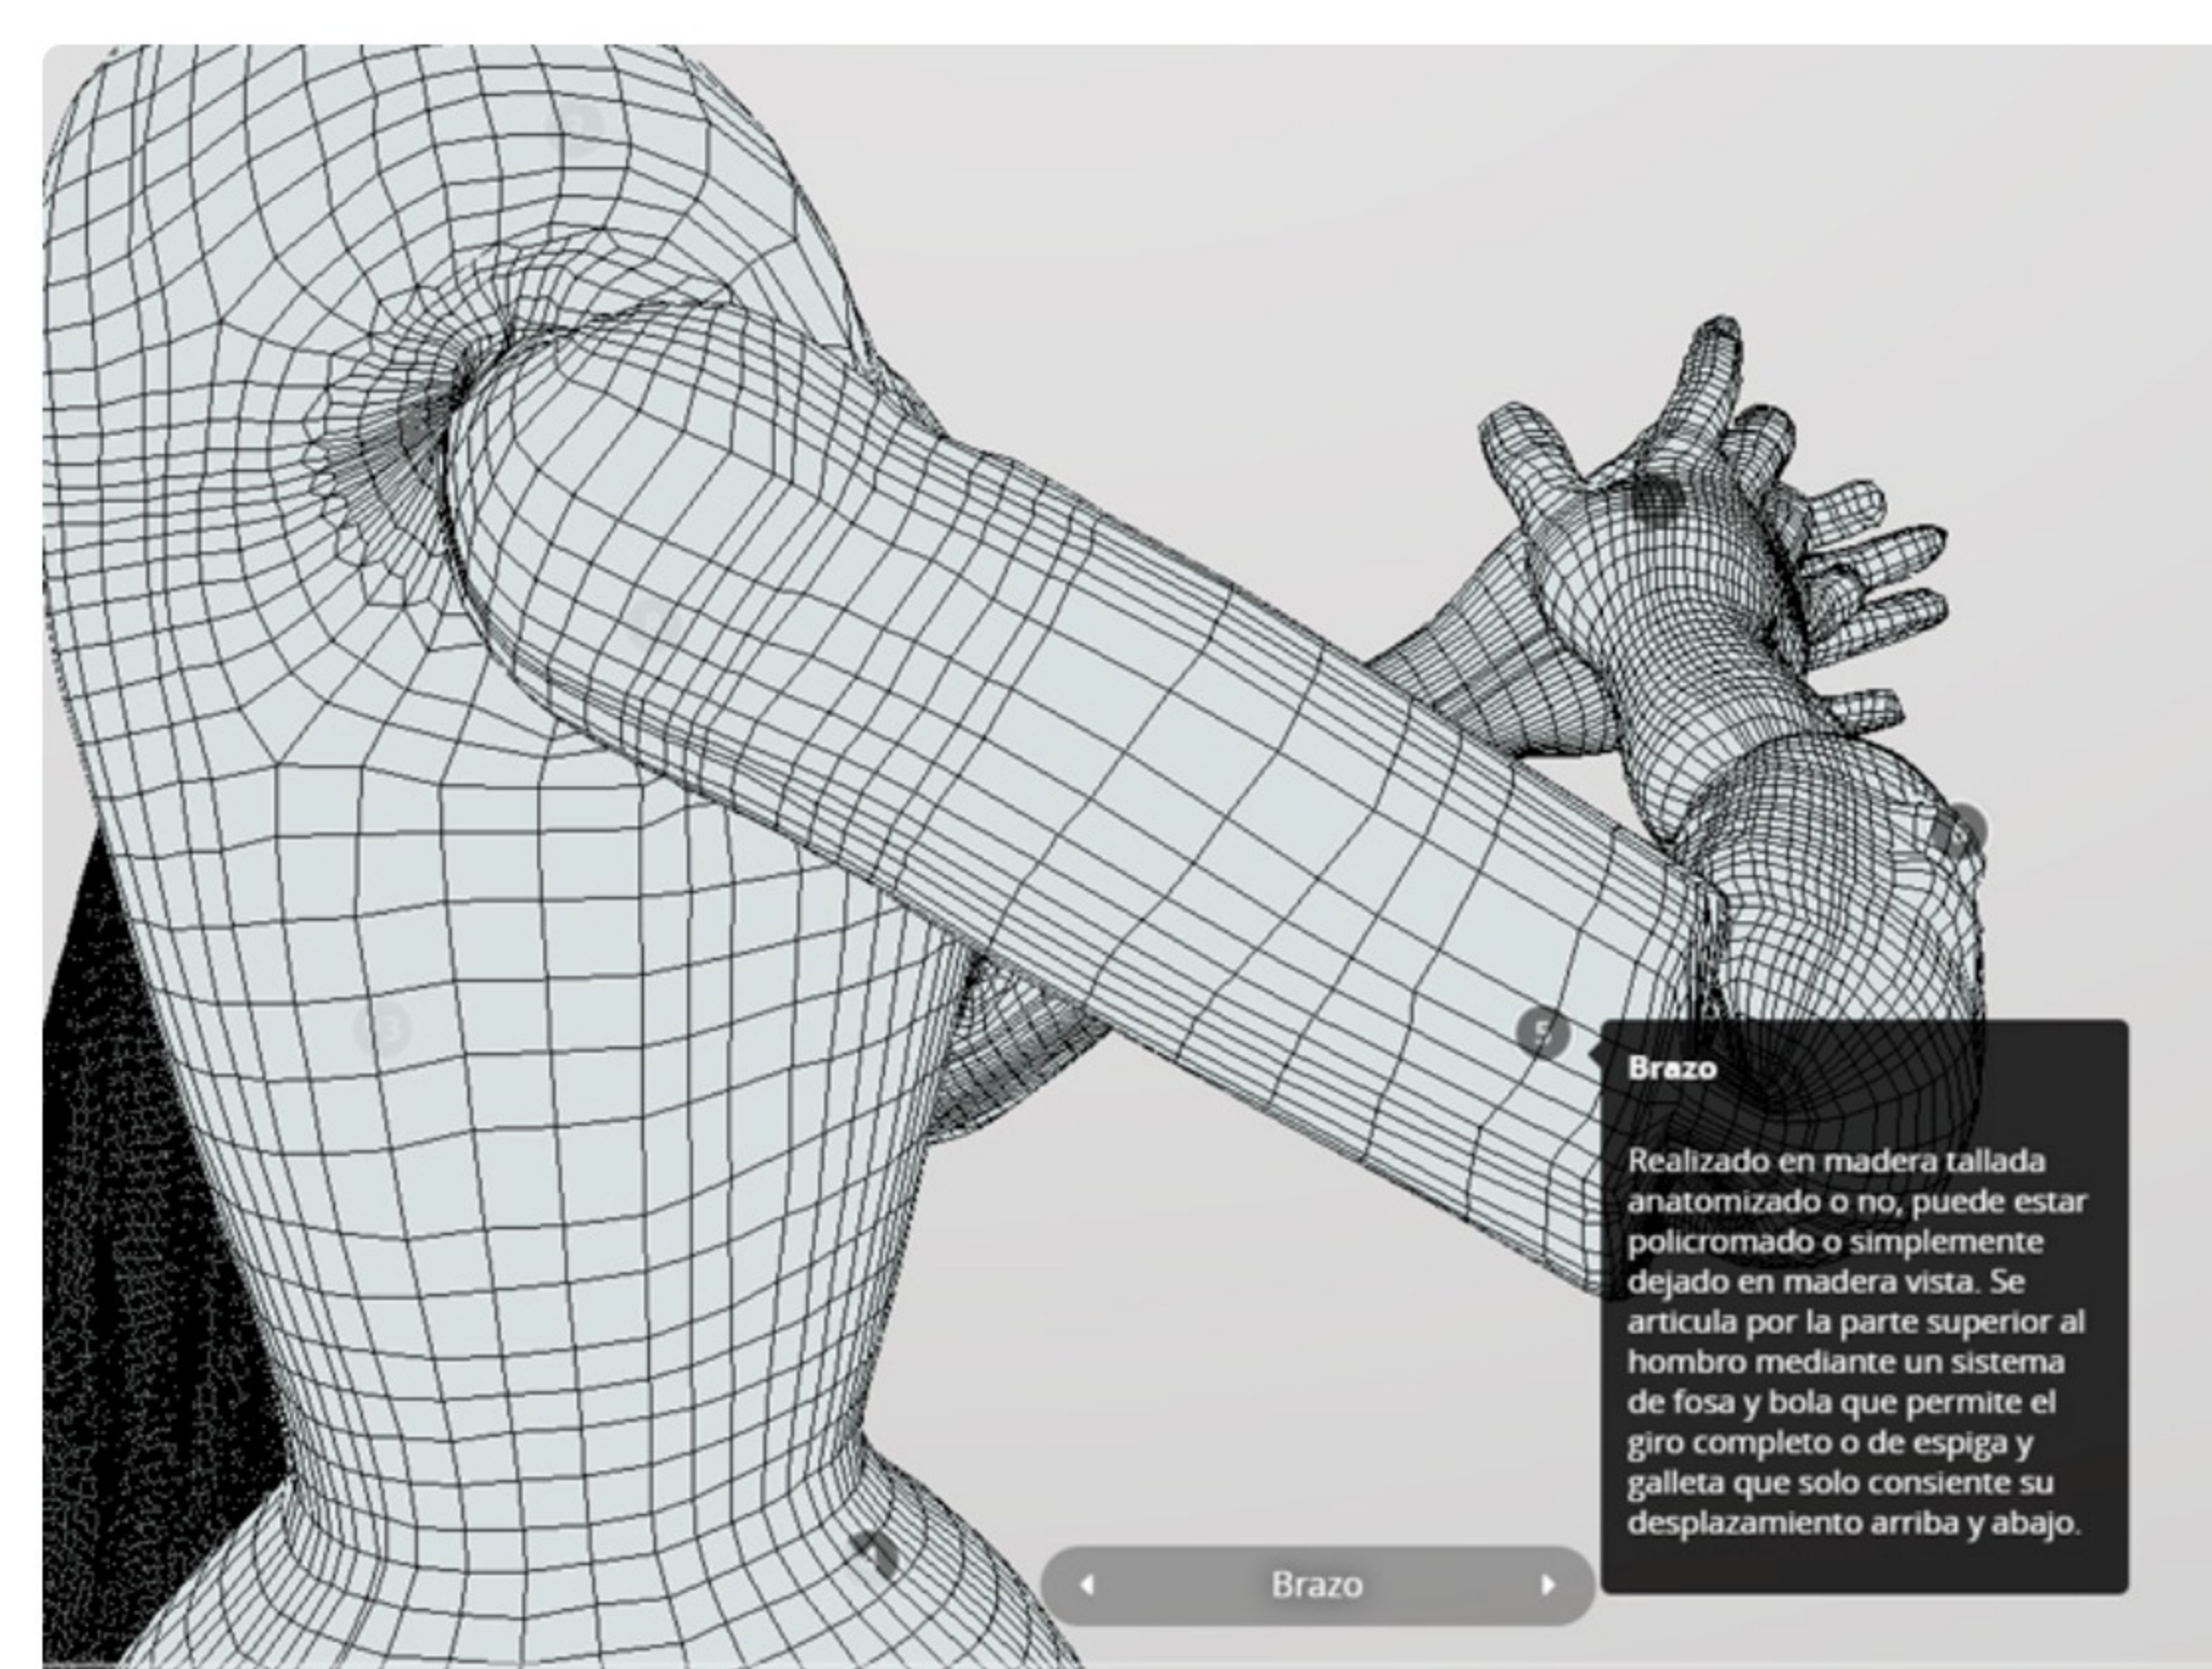 3
5
Brazo
Realizado en madera tallada
anatomizado o no, puede estar
policromado o simplemente
dejado en madera vista. Se
articula por la parte superior al
hombro mediante un sistema
de fosa y bola que permite el
giro completo o de espiga y
galleta que solo consiente su
desplazamiento arriba y abajo.
Brazo